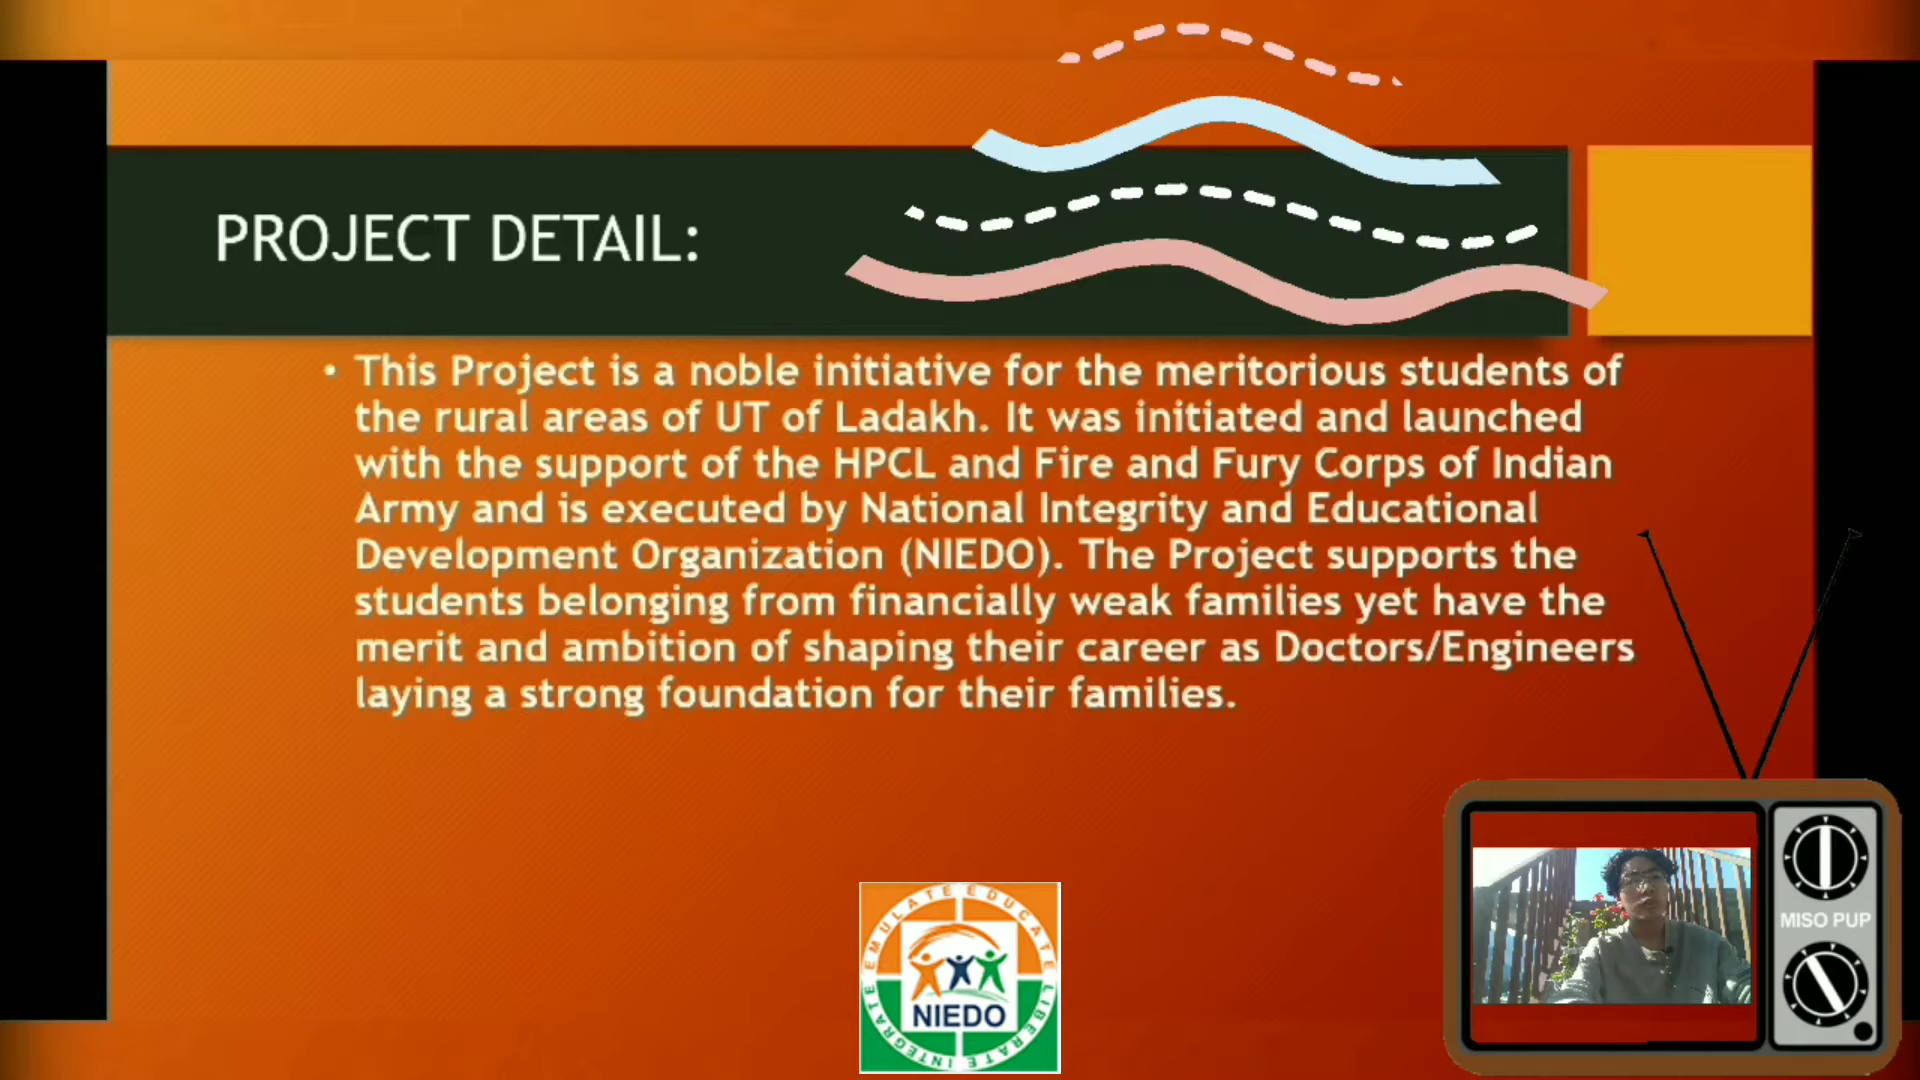 PROJECT DETAIL:
• This Project is a noble initiative for the meritorious students of
the rural areas of UT of Ladakh. It was initiated and launched
with the support of the HPCL and Fire and Fury Corps of Indian
Army and is executed by National Integrity and Educational
Development Organization (NIEDO). The Project supports the
students belonging from financially weak families yet have the
merit and ambition of shaping their career as Doctors/Engineers
laying a strong foundation for their families.
EMULATE EDUCATE LIBERATE INTEGRATE
NIEDO
MISO PUP